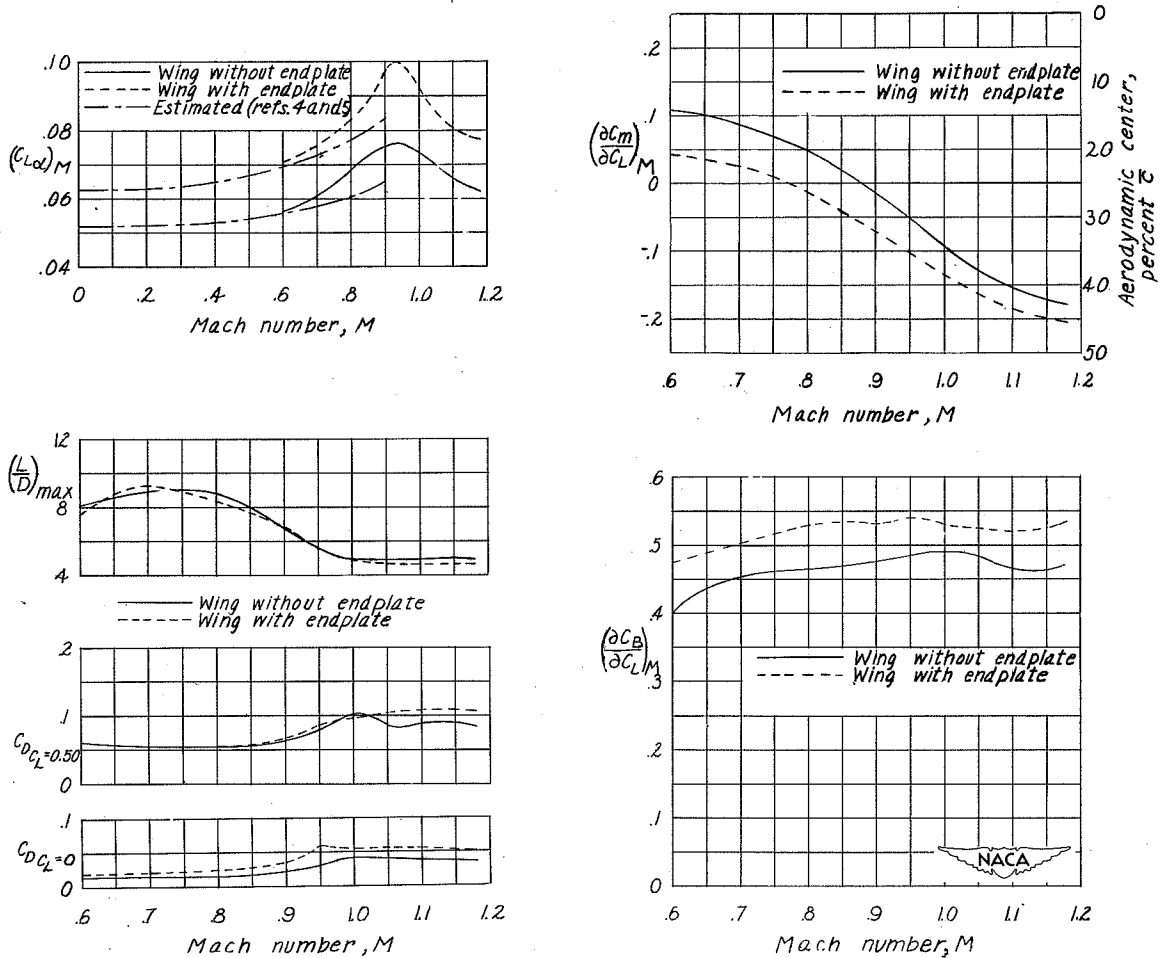 (C_Lα)_M
.10
.08
.06
.04
Wing without endplate
Wing with endplate
Estimated (refs. 4 and 5)
0 .2 .4 .6 .8 1.0 1.2
Mach number, M
(∂C_m/∂C_L)_M
.2
.1
0
-.1
-.2
Wing without endplate
Wing with endplate
0
10
20
30
40
50
Aerodynamic center,
percent c̅
.6 .7 .8 .9 1.0 1.1 1.2
Mach number, M
(L/D)max
12
8
4
Wing without endplate
Wing with endplate
C_D C_L=0.50
.2
.1
0
C_D C_L=0
.1
0
.6 .7 .8 .9 1.0 1.1 1.2
Mach number, M
(∂C_B/∂C_L)_M
.6
.5
.4
.3
.2
.1
0
Wing without endplate
Wing with endplate
NACA
.6 .7 .8 .9 1.0 1.1 1.2
Mach number, M